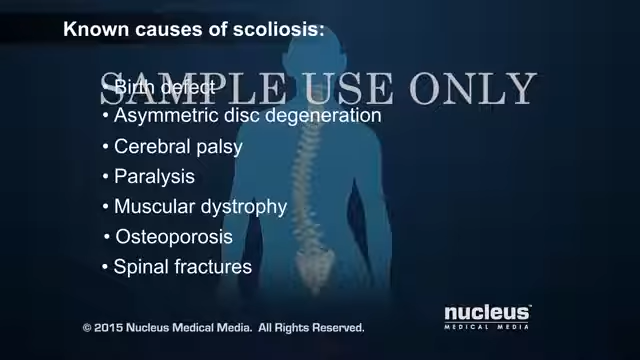 Known causes of scoliosis:
• Birth defect
SAMPLE USE ONLY
• Asymmetric disc degeneration
• Cerebral palsy
• Paralysis
• Muscular dystrophy
• Osteoporosis
• Spinal fractures
nucleus™
MEDICAL MEDIA
© 2015 Nucleus Medical Media. All Rights Reserved.